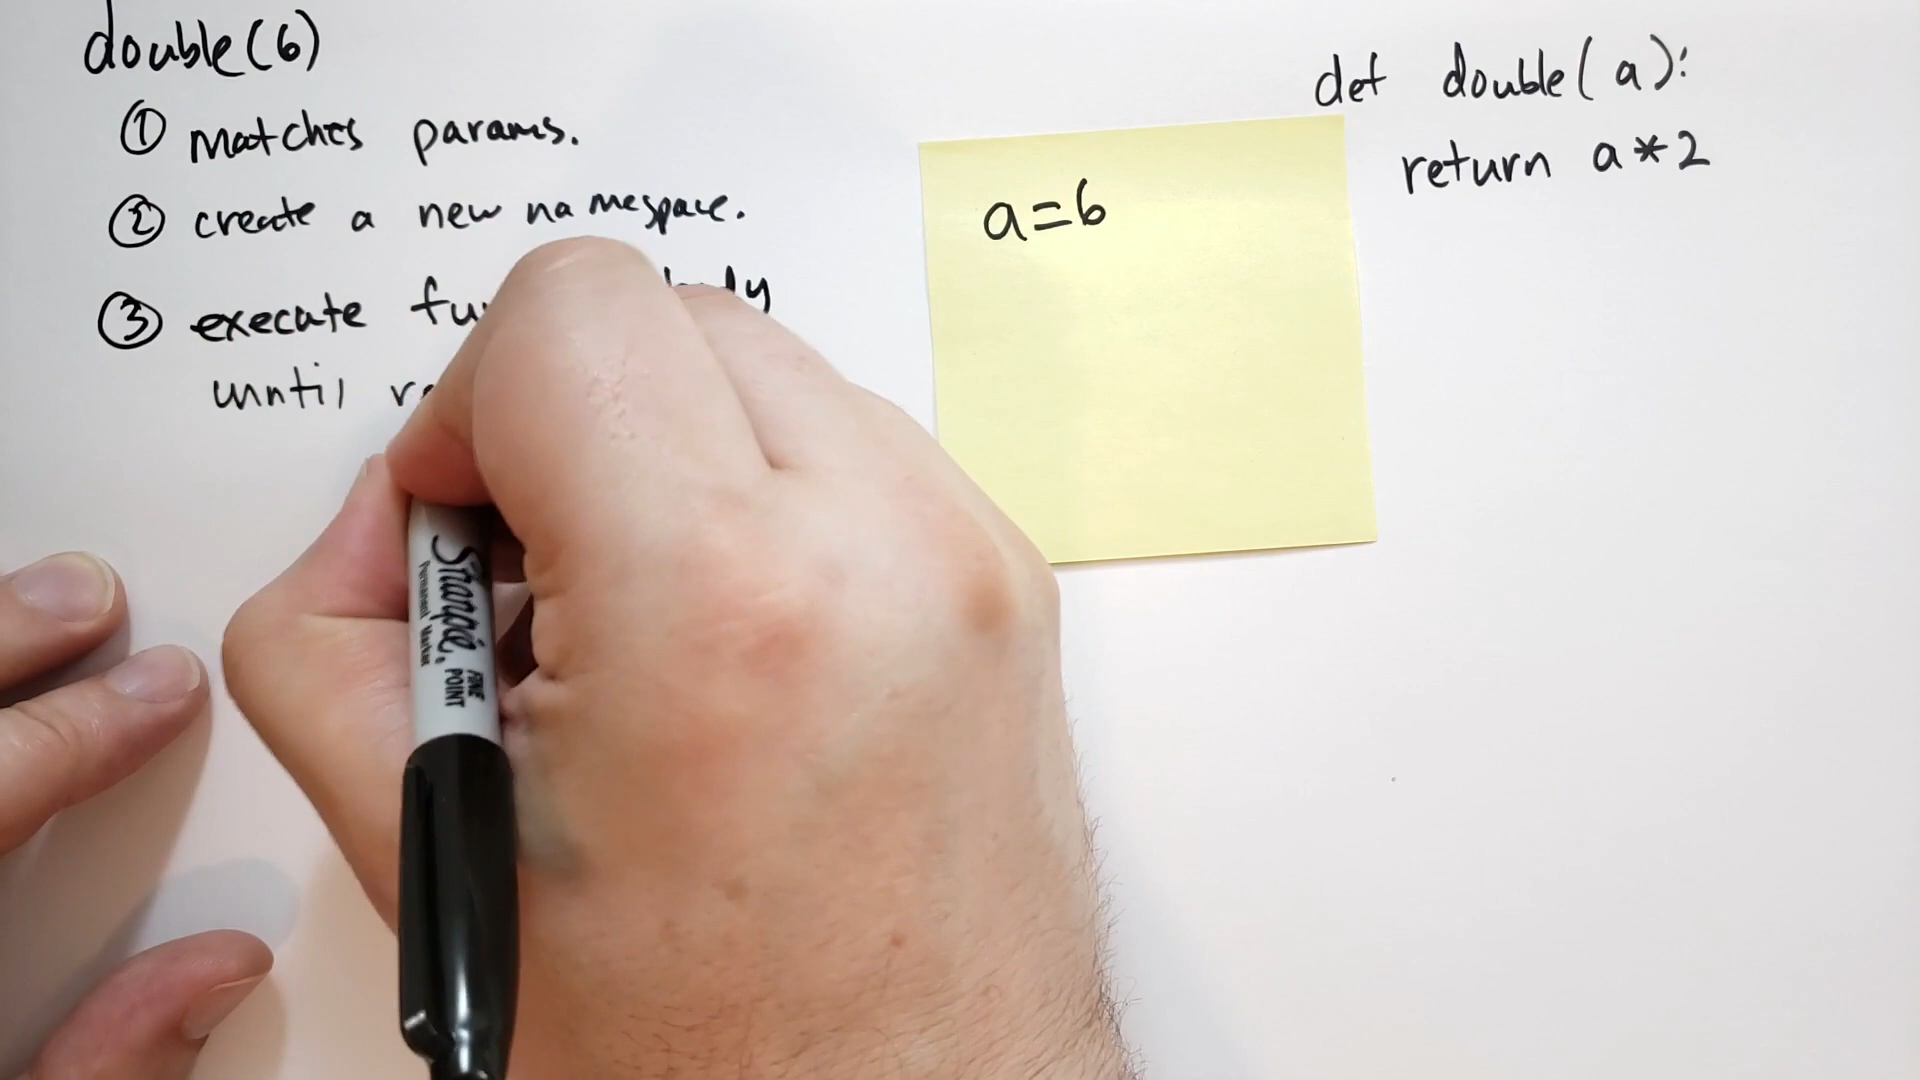 double(6)
① matches params.
② create a new namespace.
③ execute
until
a=6
def double(a):
return a*2
Sharpie.
FINE POINT
Permanent Marker